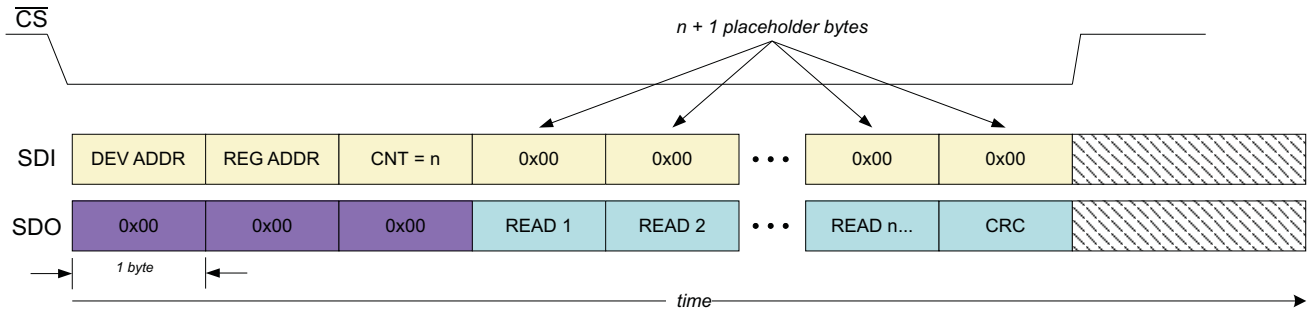 CS
n + 1 placeholder bytes
SDI DEV ADDR REG ADDR CNT = n 0x00 0x00 • • • 0x00 0x00
SDO 0x00 0x00 0x00 READ 1 READ 2 • • • READ n... CRC
1 byte
time